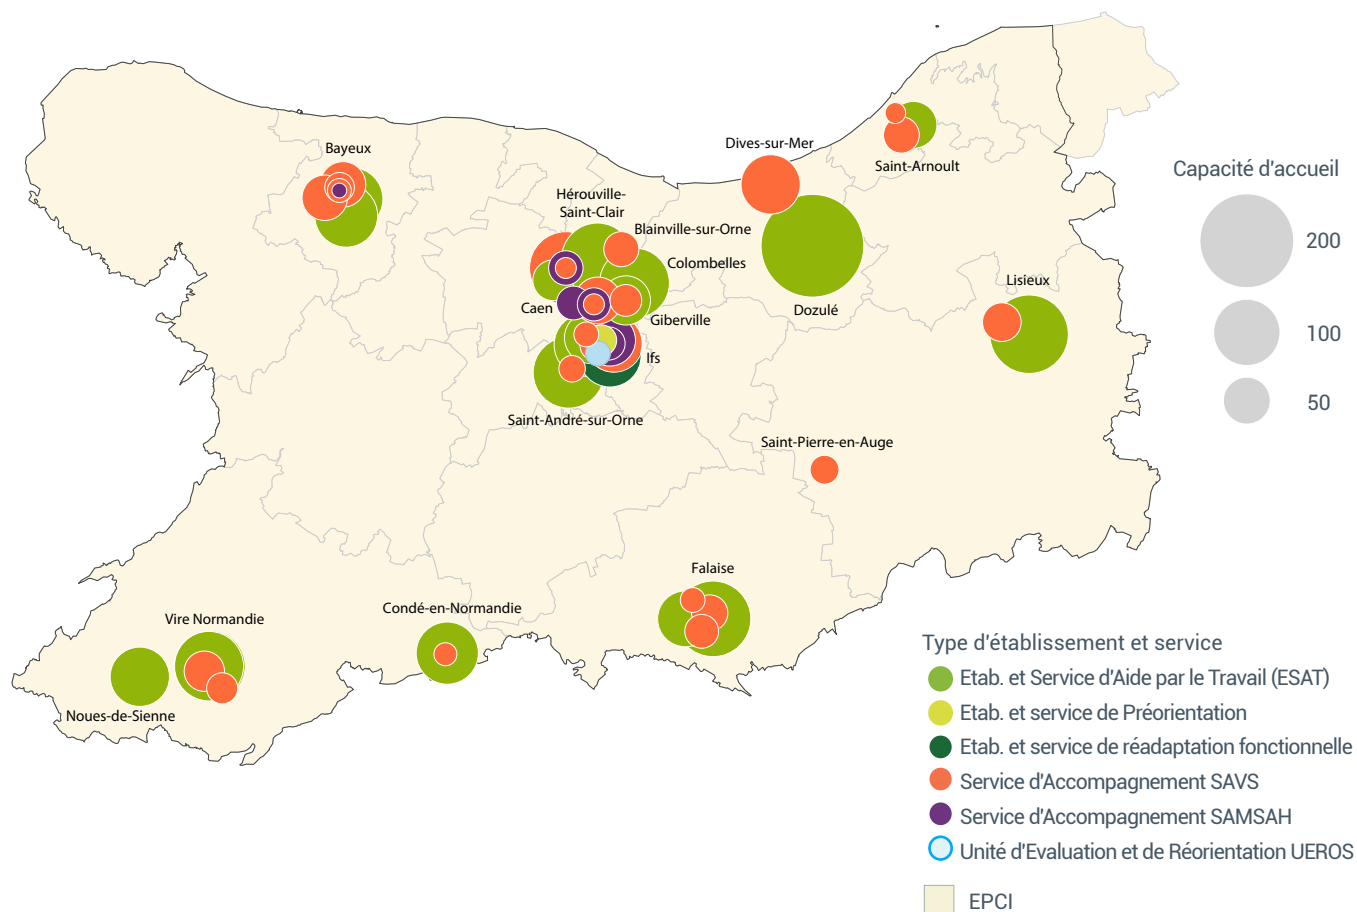 Bayeux
Dives-sur-Mer
Saint-Arnoult
Hérouville-
Saint-Clair
Blainville-sur-Orne
Colombelles
Caen
Giberville
Dozulé
Lisieux
Ifs
Saint-André-sur-Orne
Saint-Pierre-en-Auge
Falaise
Condé-en-Normandie
Vire Normandie
Noues-de-Sienne
Capacité d'accueil
200
100
50
Type d'établissement et service
Etab. et Service d'Aide par le Travail (ESAT)
Etab. et service de Préorientation
Etab. et service de réadaptation fonctionnelle
Service d'Accompagnement SAVS
Service d'Accompagnement SAMSAH
Unité d'Evaluation et de Réorientation UEROS
EPCI